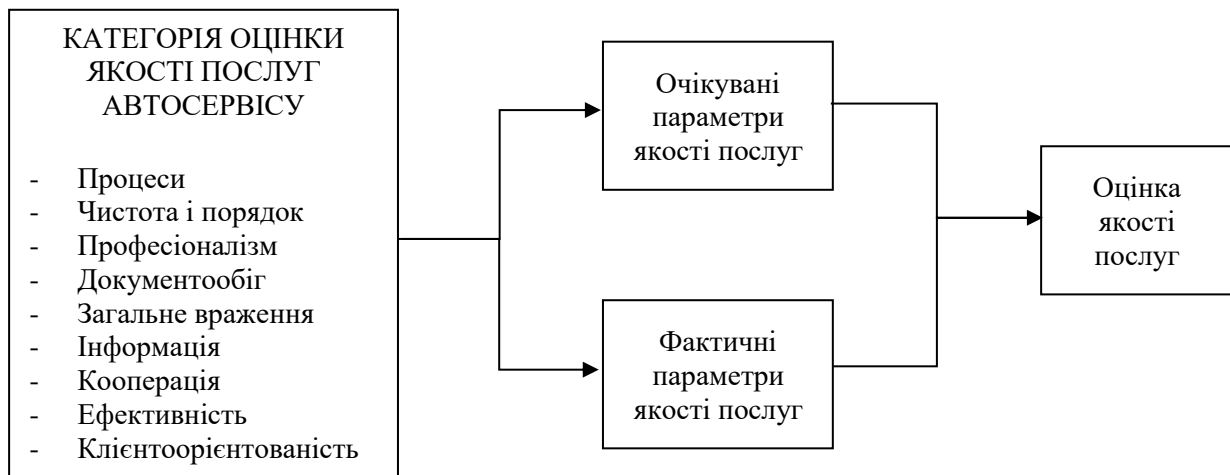 КАТЕГОРІЯ ОЦІНКИ
ЯКОСТІ ПОСЛУГ
АВТОСЕРВІСУ
- Процеси
- Чистота і порядок
- Професіоналізм
- Документообіг
- Загальне враження
- Інформація
- Кооперація
- Ефективність
- Клієнтоорієнтованість
Очікувані
параметри
якості послуг
Фактичні
параметри
якості послуг
Оцінка
якості
послуг